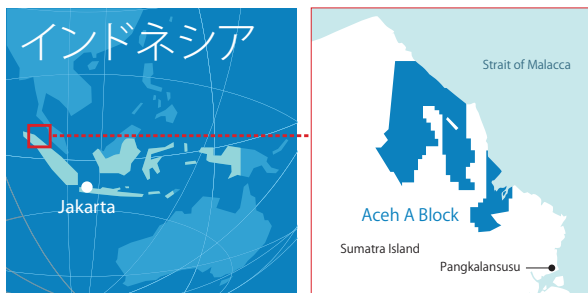 インドネシア
Jakarta
Strait of Malacca
Aceh A Block
Sumatra Island
Pangkalansusu